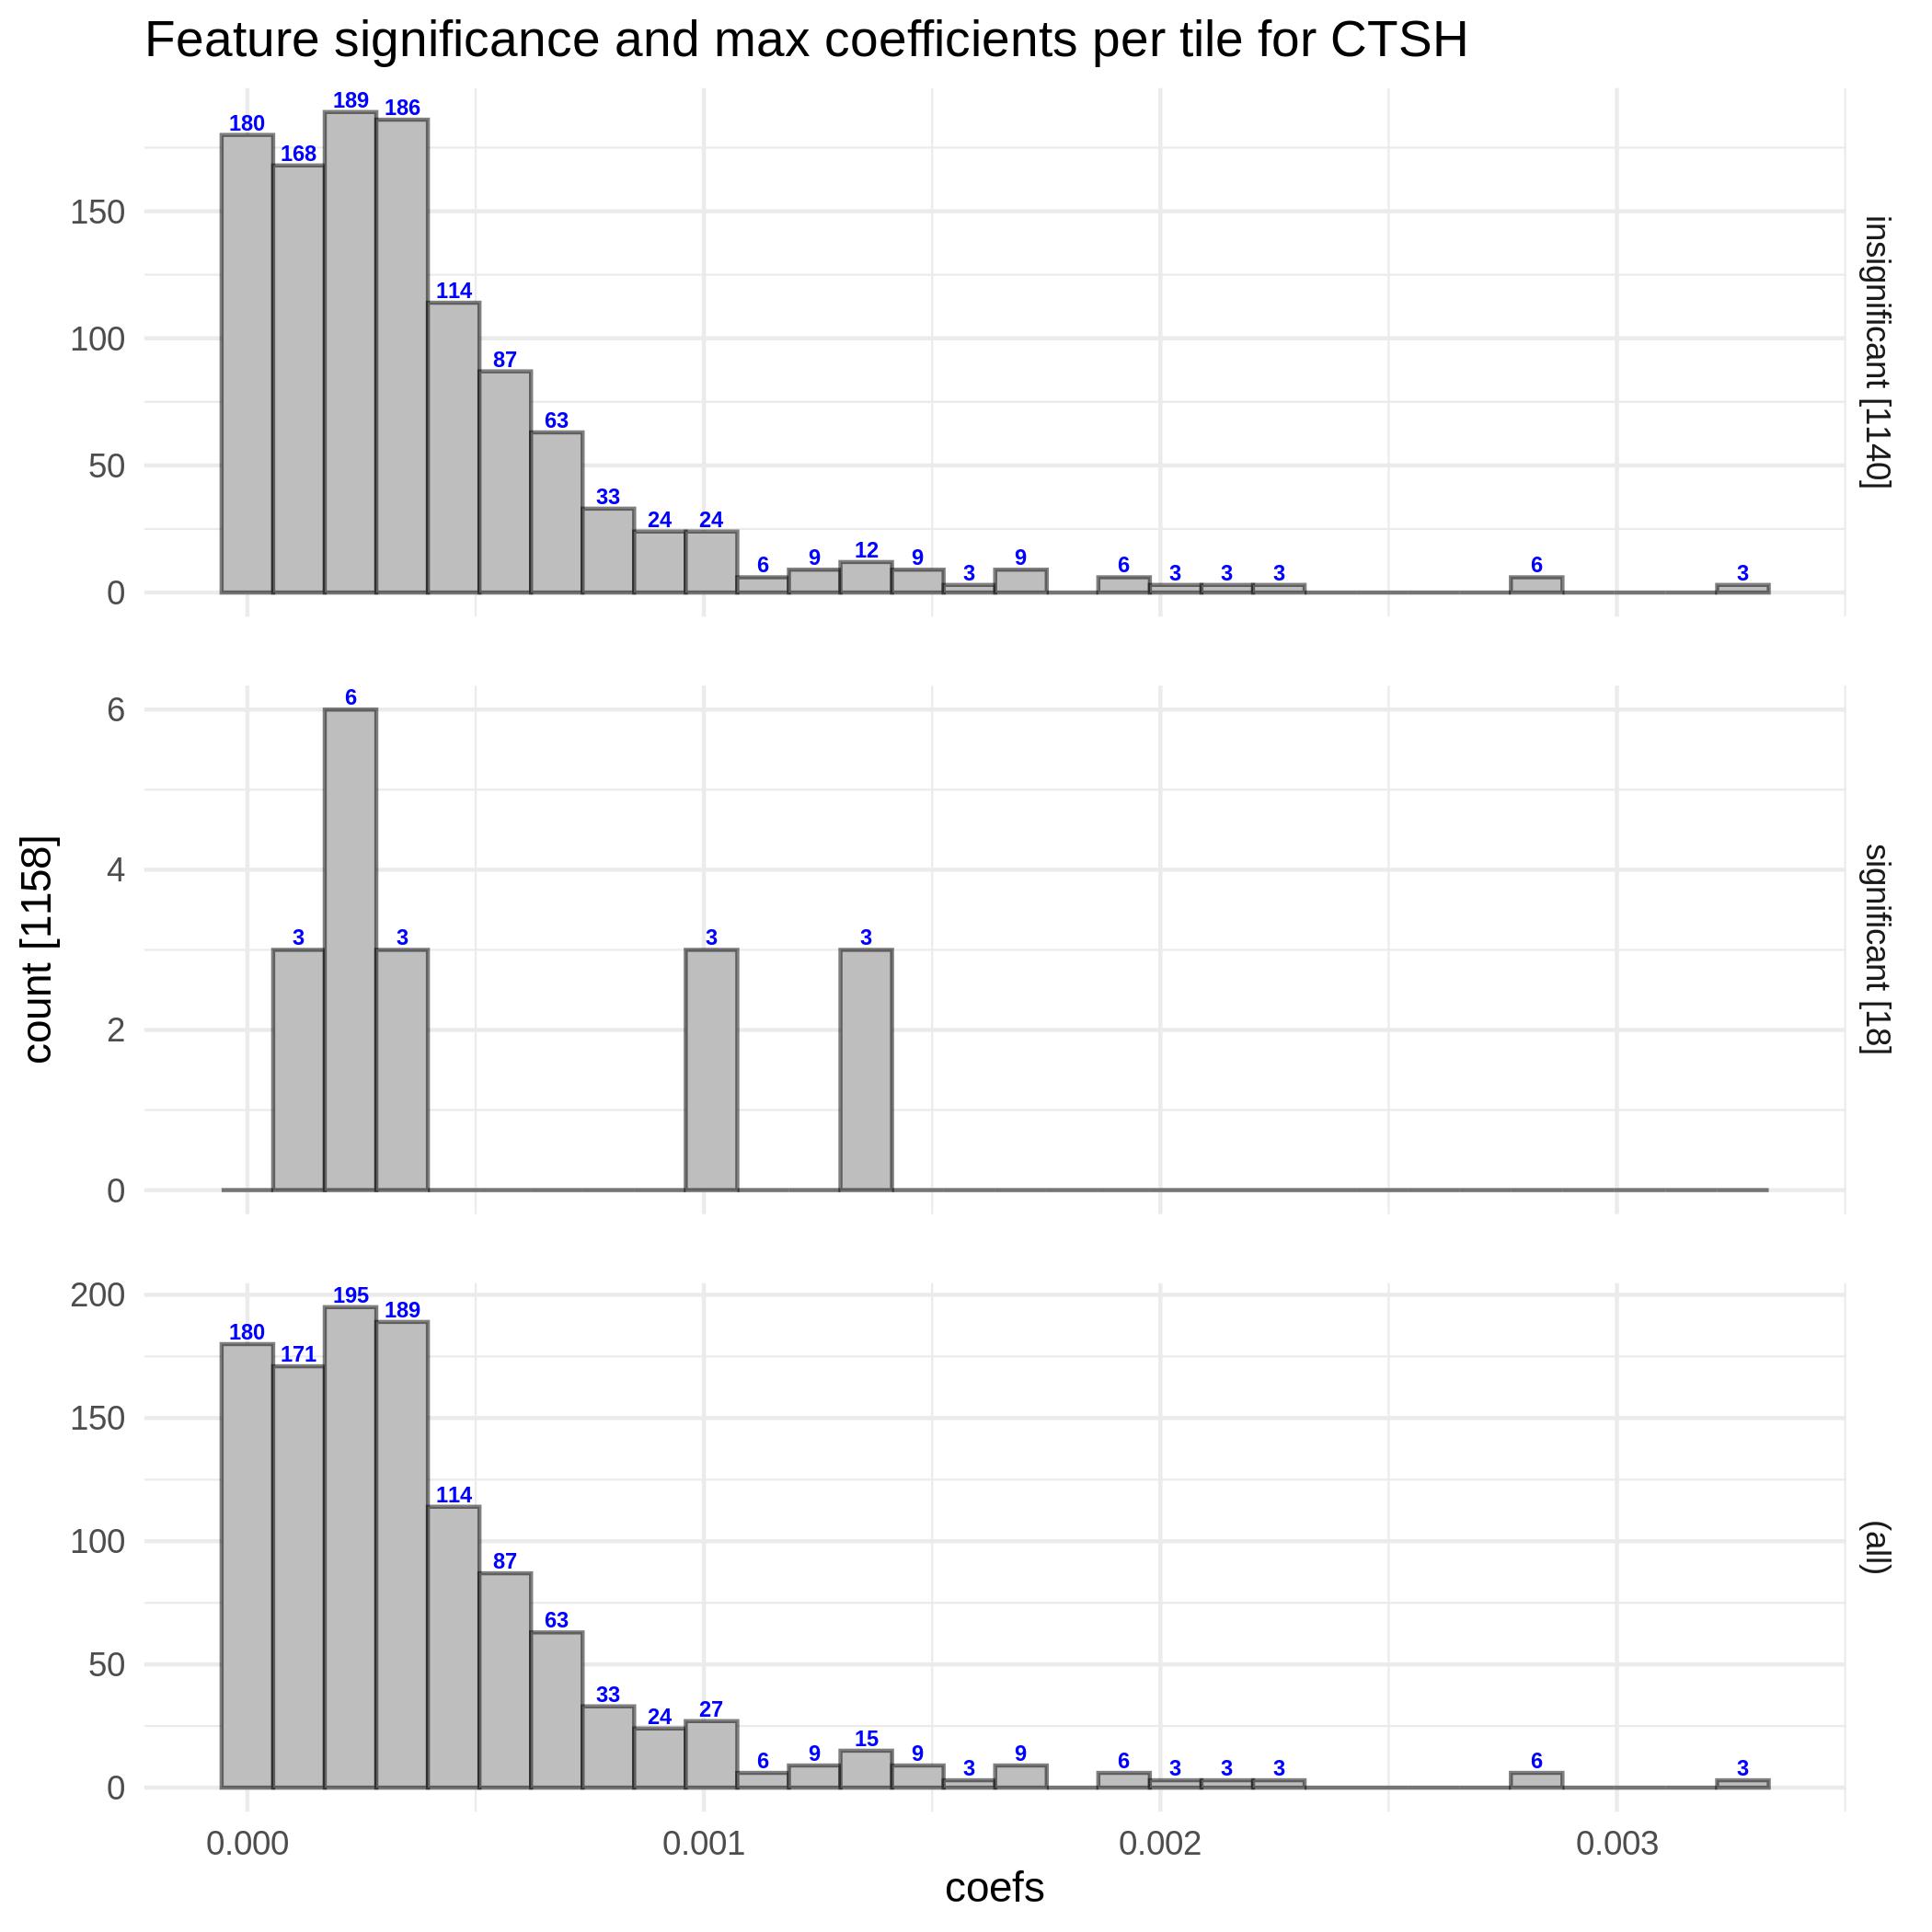 Feature significance and max coefficients per tile for CTSH
180 168 189 186 114 87 63 33 24 24 6 9 12 9 3 9 6 3 3 3 6 3
150
100
50
0
insignificant [1140]
3 6 3 3 3
6
4
2
0
significant [18]
count [1158]
180 171 195 189 114 87 63 33 24 27 6 9 15 9 3 9 6 3 3 3 6 3
200
150
100
50
0
(all)
0.000 0.001 0.002 0.003
coefs